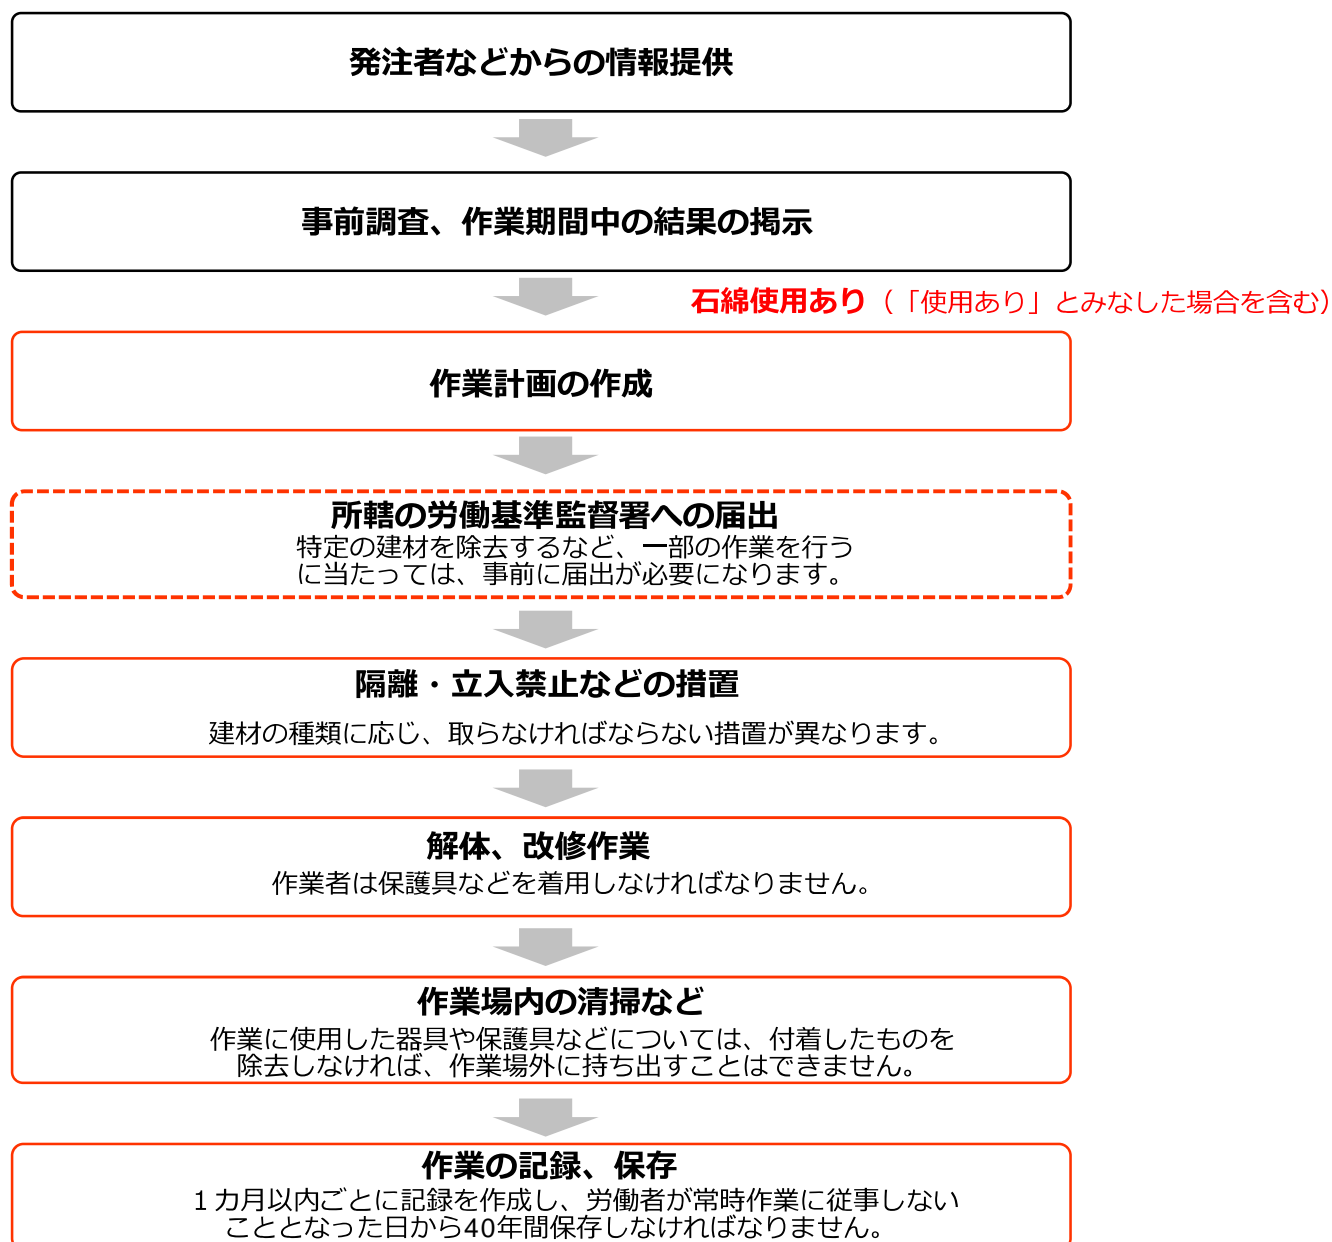 発注者などからの情報提供
事前調査、作業期間中の結果の掲示
石綿使用あり（「使用あり」とみなした場合を含む）
作業計画の作成
所轄の労働基準監督署への届出
特定の建材を除去するなど、一部の作業を行う
に当たっては、事前に届出が必要になります。
隔離・立入禁止などの措置
建材の種類に応じ、取らなければならない措置が異なります。
解体、改修作業
作業者は保護具などを着用しなければなりません。
作業場内の清掃など
作業に使用した器具や保護具などについては、付着したものを
除去しなければ、作業場外に持ち出すことはできません。
作業の記録、保存
１カ月以内ごとに記録を作成し、労働者が常時作業に従事しない
こととなった日から40年間保存しなければなりません。